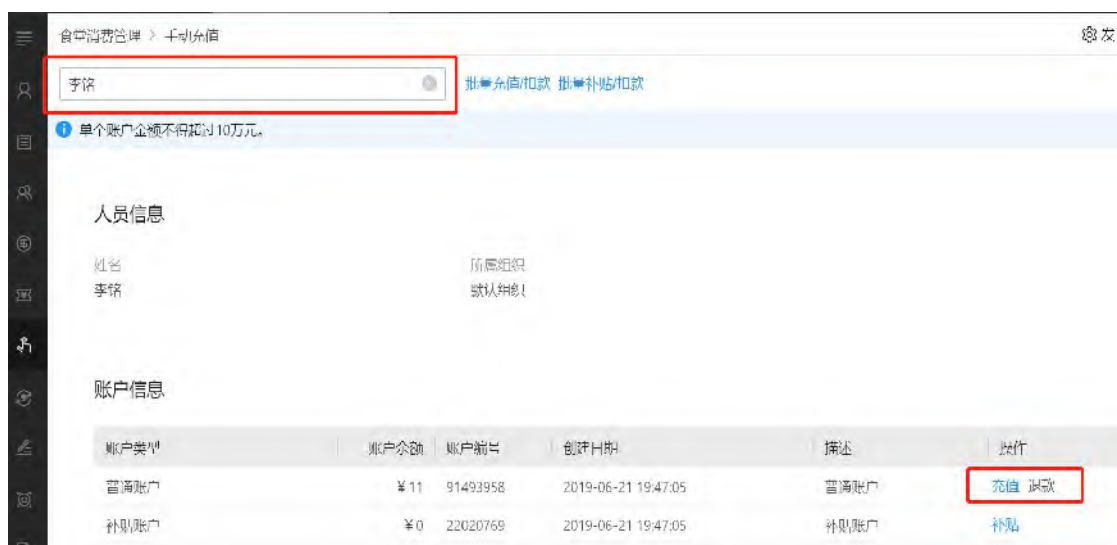 食堂消费管理 > 手动充值
发
李铭
批量充值/扣款 批量补贴/扣款
单个账户金额不得超过10万元。
人员信息
姓名 所属组织
李铭 默认组织
账户信息
账户类型 账户余额 账户编号 创建日期 描述 操作
普通账户 ¥ 11 91493958 2019-06-21 19:47:05 普通账户 充值 退款
补贴账户 ¥ 0 22020769 2019-06-21 19:47:05 补贴账户 补贴